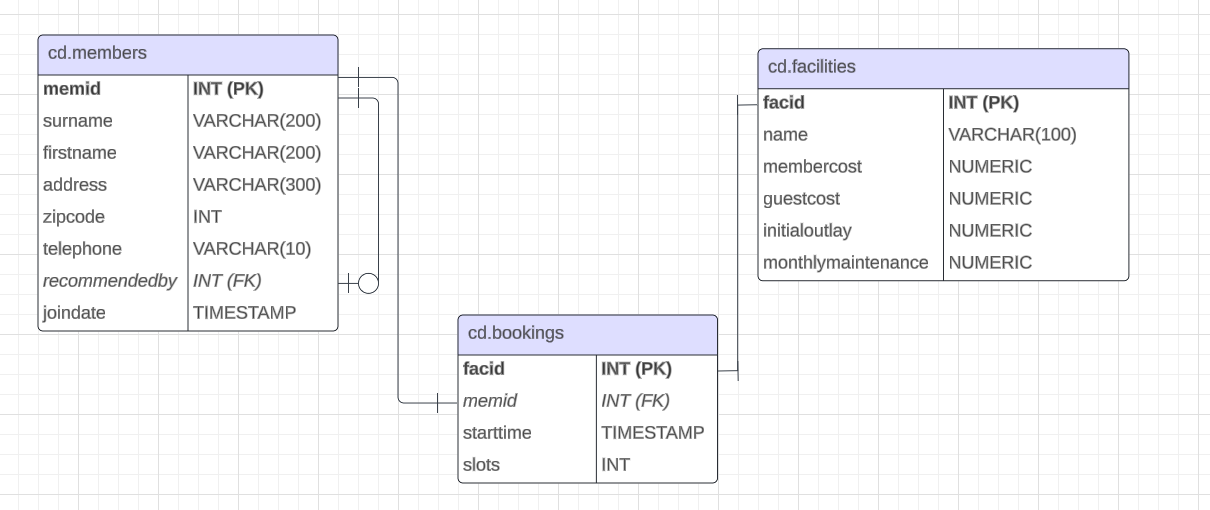 cd.members
memid INT (PK)
surname VARCHAR(200)
firstname VARCHAR(200)
address VARCHAR(300)
zipcode INT
telephone VARCHAR(10)
recommendedby INT (FK)
joindate TIMESTAMP
cd.facilities
facid INT (PK)
name VARCHAR(100)
membercost NUMERIC
guestcost NUMERIC
initialoutlay NUMERIC
monthlymaintenance NUMERIC
cd.bookings
facid INT (PK)
memid INT (FK)
starttime TIMESTAMP
slots INT